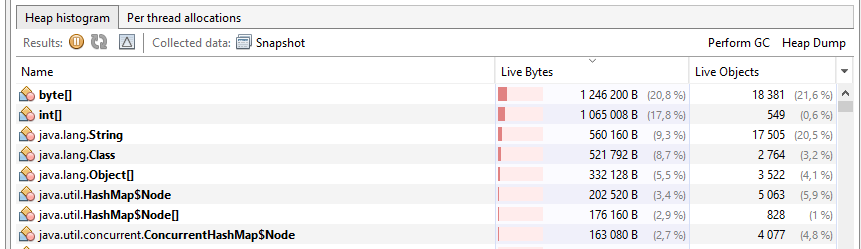 Heap histogram Per thread allocations
Results: Collected data: Snapshot Perform GC Heap Dump
Name Live Bytes Live Objects
byte[] 1 246 200 B (20,8 %) 18 381 (21,6 %)
int[] 1 065 008 B (17,8 %) 549 (0,6 %)
java.lang.String 560 160 B (9,3 %) 17 505 (20,5 %)
java.lang.Class 521 792 B (8,7 %) 2 764 (3,2 %)
java.lang.Object[] 332 128 B (5,5 %) 3 522 (4,1 %)
java.util.HashMap$Node 202 520 B (3,4 %) 5 063 (5,9 %)
java.util.HashMap$Node[] 176 160 B (2,9 %) 828 (1 %)
java.util.concurrent.ConcurrentHashMap$Node 163 080 B (2,7 %) 4 077 (4,8 %)